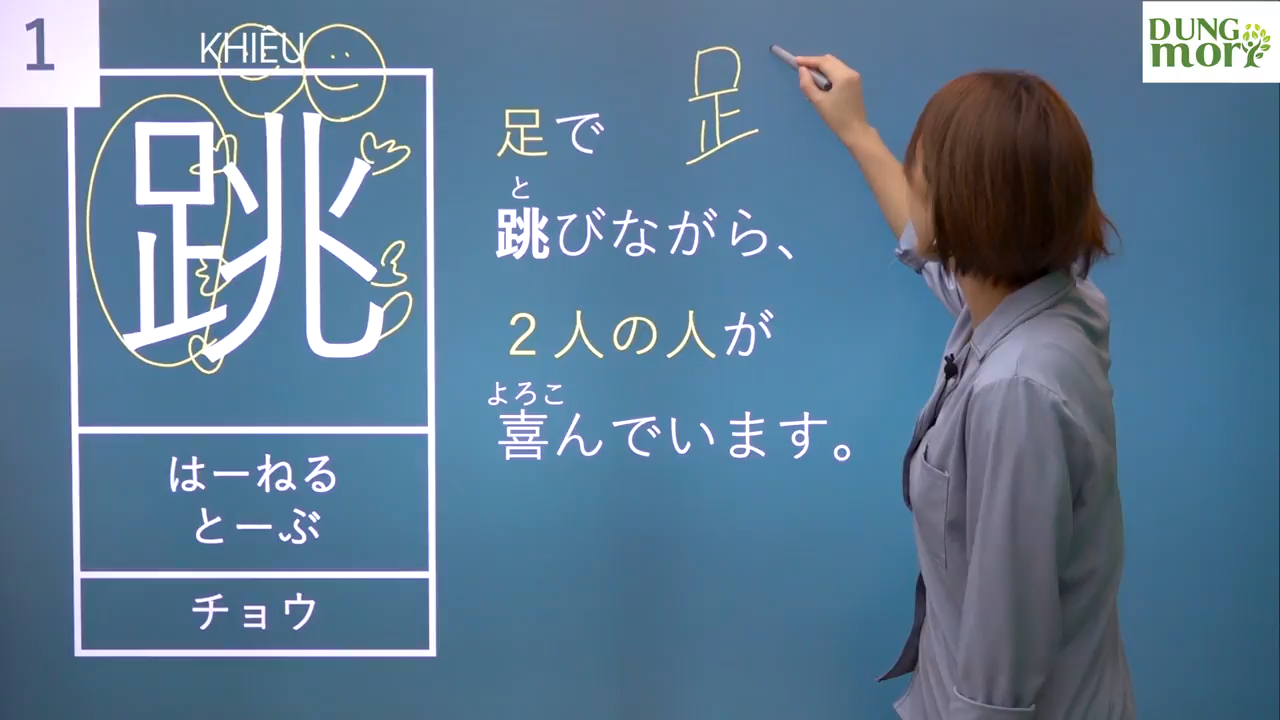 1
KHIÊU
跳
はーねる
とーぶ
チョウ
足で
と
跳びながら、
２人の人が
よろこ
喜んでいます。
𧾷
DUNG
mori